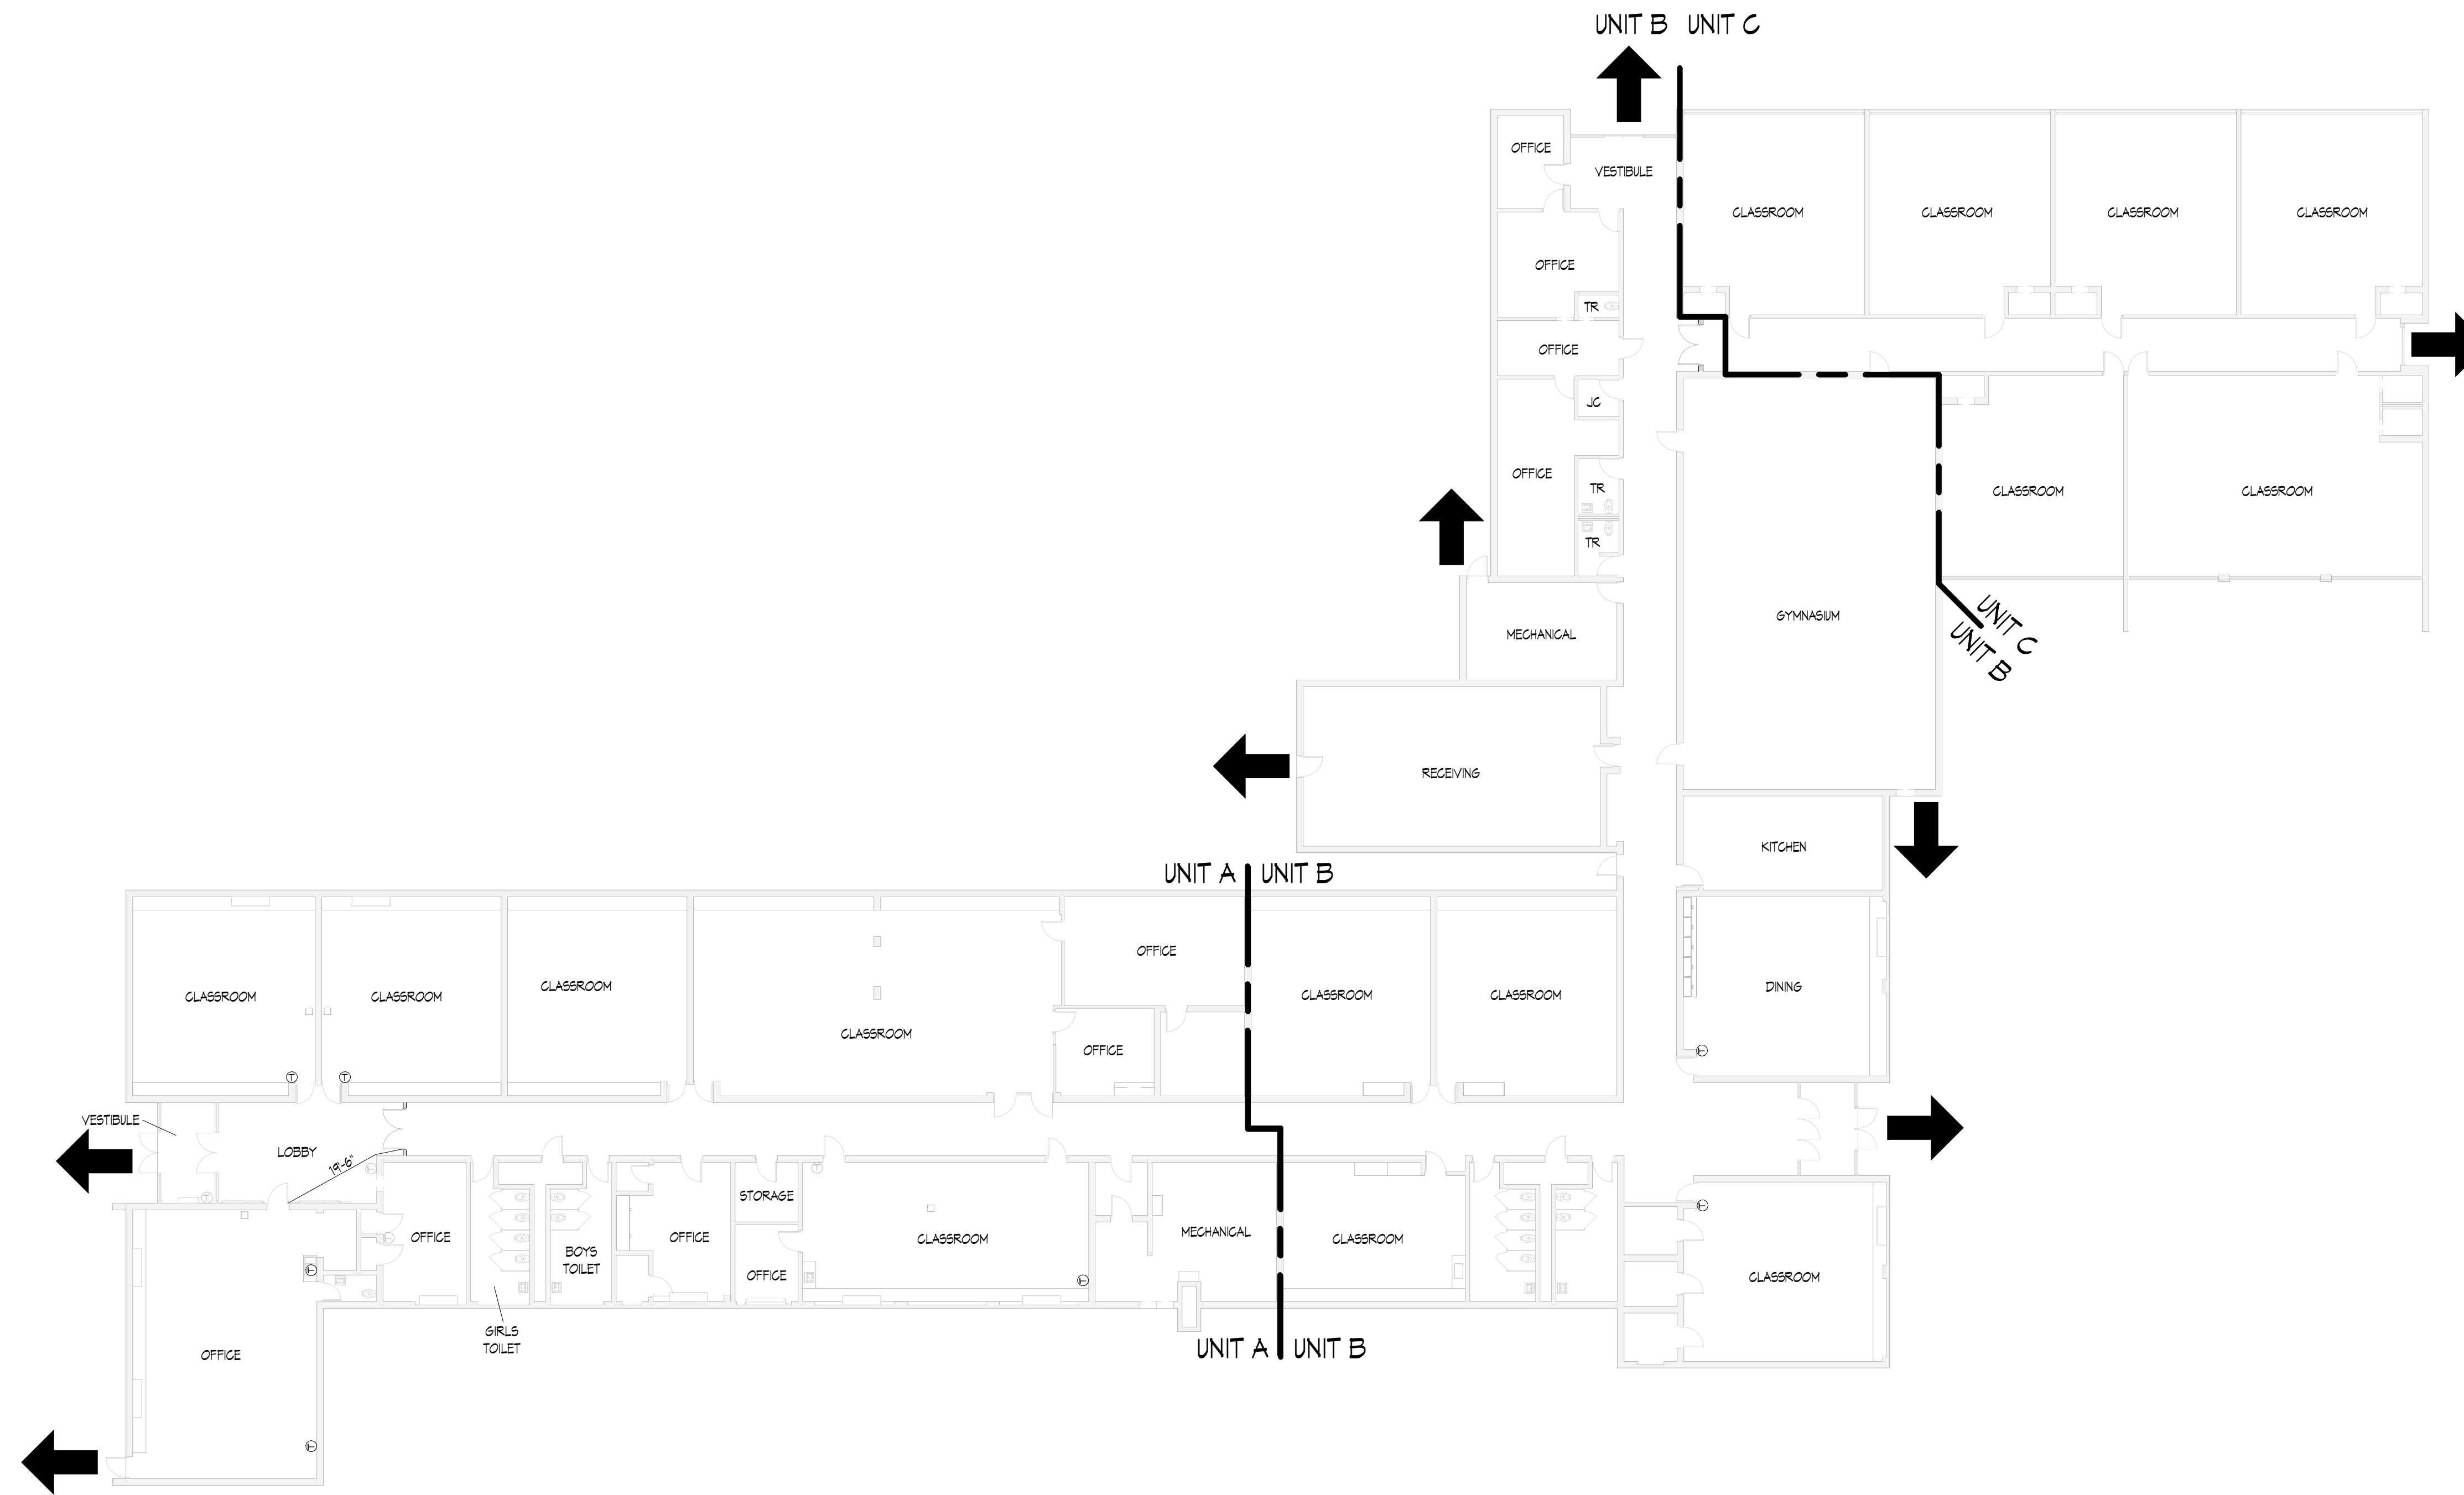 UNIT B UNIT C
OFFICE
VESTIBULE
CLASSROOM
CLASSROOM
CLASSROOM
CLASSROOM
OFFICE
TR
OFFICE
JC
OFFICE
TR
CLASSROOM
CLASSROOM
TR
UNIT C
UNIT B
GYMNASIUM
MECHANICAL
RECEIVING
KITCHEN
UNIT A UNIT B
OFFICE
CLASSROOM
CLASSROOM
CLASSROOM
CLASSROOM
CLASSROOM
DINING
CLASSROOM
OFFICE
T
T
T
VESTIBULE
LOBBY
19'-6"
T
T
T
STORAGE
T
OFFICE
T
OFFICE
CLASSROOM
MECHANICAL
CLASSROOM
BOYS
TOILET
T
OFFICE
T
CLASSROOM
GIRLS
TOILET
UNIT A UNIT B
OFFICE
T